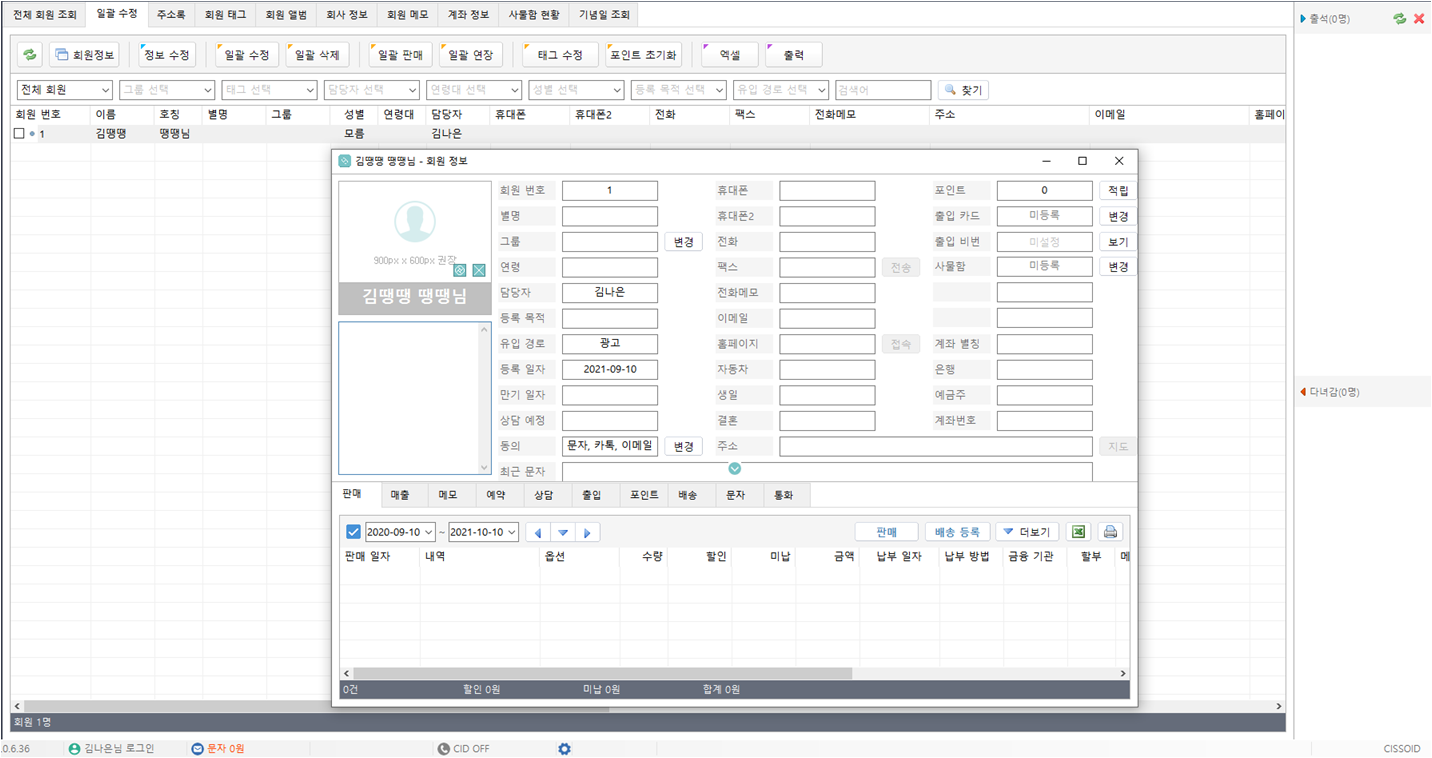 전체 회원 조회 일괄 수정 주소록 회원 태그 회원 앨범 회사 정보 회원 메모 계좌 정보 사물함 현황 기념일 조회
출석(0명)
회원정보 정보 수정 일괄 수정 일괄 삭제 일괄 판매 일괄 연장 태그 수정 포인트 초기화 엑셀 출력
전체 회원 그룹 선택 태그 선택 담당자 선택 연령대 선택 성별 선택 등록 목적 선택 유입 경로 선택 검색어 찾기
회원 번호 이름 호칭 별명 그룹 성별 연령대 담당자 휴대폰 휴대폰2 전화 팩스 전화메모 주소 이메일 홈페이
1 김땡땡 땡땡님 모름 김나은
김땡땡 땡땡님 - 회원 정보
900px x 600px 권장
김땡땡 땡땡님
회원 번호 1 휴대폰 포인트 0 적립
별명 휴대폰2 출입 카드 미등록 변경
그룹 변경 전화 출입 비번 미설정 보기
연령 팩스 전송 사물함 미등록 변경
담당자 김나은 전화메모
등록 목적 이메일
유입 경로 광고 홈페이지 접속 계좌 별칭
등록 일자 2021-09-10 자동차 은행
만기 일자 생일 예금주
상담 예정 결혼 계좌번호
동의 문자, 카톡, 이메일 변경 주소 지도
최근 문자
판매 매출 메모 예약 상담 출입 포인트 배송 문자 통화
2020-09-10 ~ 2021-10-10 판매 배송 등록 더보기
판매 일자 내역 옵션 수량 할인 미납 금액 납부 일자 납부 방법 금융 기관 할부 메
0건 할인 0원 미납 0원 합계 0원
다녀감(0명)
회원 1명
.0.6.36 김나은님 로그인 문자 0원 CID OFF CISSOID